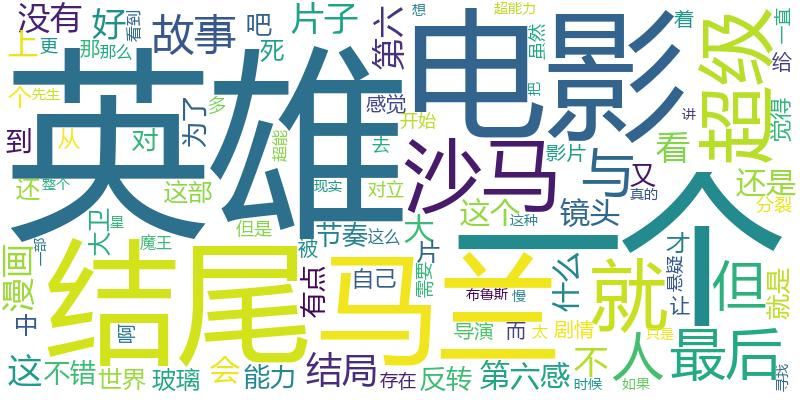 没有 好 故事 吧 片子 第六 电影 想 超能力 虽然 着 给 一直
上 更 那 那么 看到 死 把 超级
个 先生 多 为了 感觉 讲 觉得
英雄
到 从 对 超能 去 开始 沙马 影片 与 看
还 整个 这部 现实 对立 又 真的 还是
大卫 星 但是 这个 这种 镜头 一个 分裂
漫画 一部 魔王 被 节奏 这么 大 片 才 悬疑
结尾 有点 自己 需要 马兰 布鲁斯 慢 什么 就 让 但 就是
中 啊 导演 而 太 剧情 只是
这 不错 世界 玻璃 会 能力 结局 存在 反转 第六感 不 人 最后
时候 如果 寻找